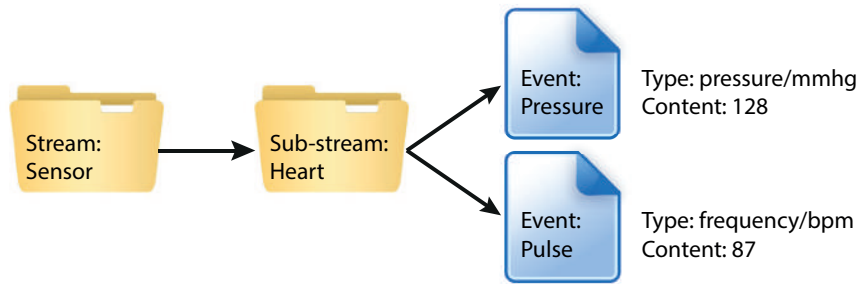 Stream:
Sensor
Sub-stream:
Heart
Event:
Pressure
Type: pressure/mmhg
Content: 128
Event:
Pulse
Type: frequency/bpm
Content: 87